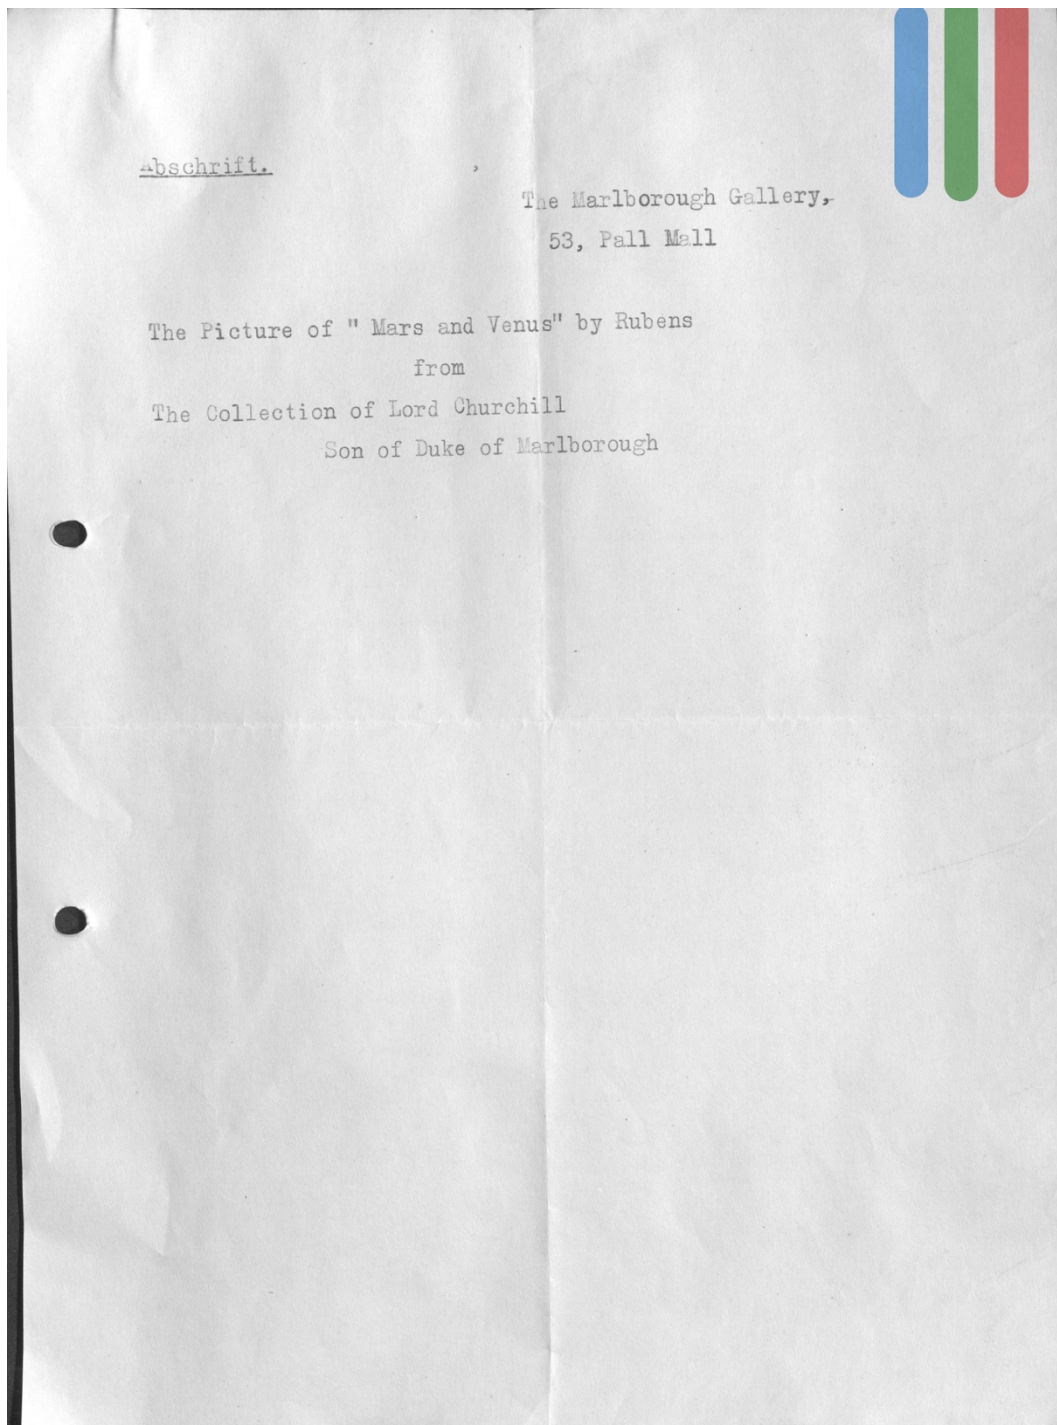 Abschrift.
The Marlborough Gallery,
53, Pall Mall
The Picture of " Mars and Venus" by Rubens
from
The Collection of Lord Churchill
Son of Duke of Marlborough